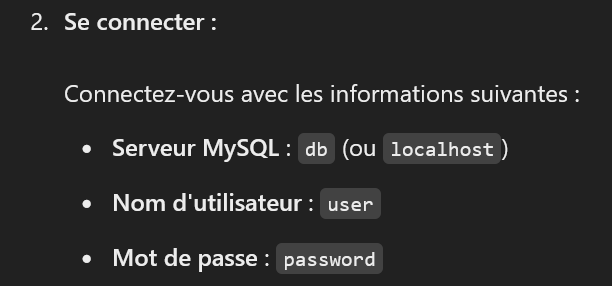 2. Se connecter :
Connectez-vous avec les informations suivantes :
• Serveur MySQL : db (ou localhost)
• Nom d'utilisateur : user
• Mot de passe : password